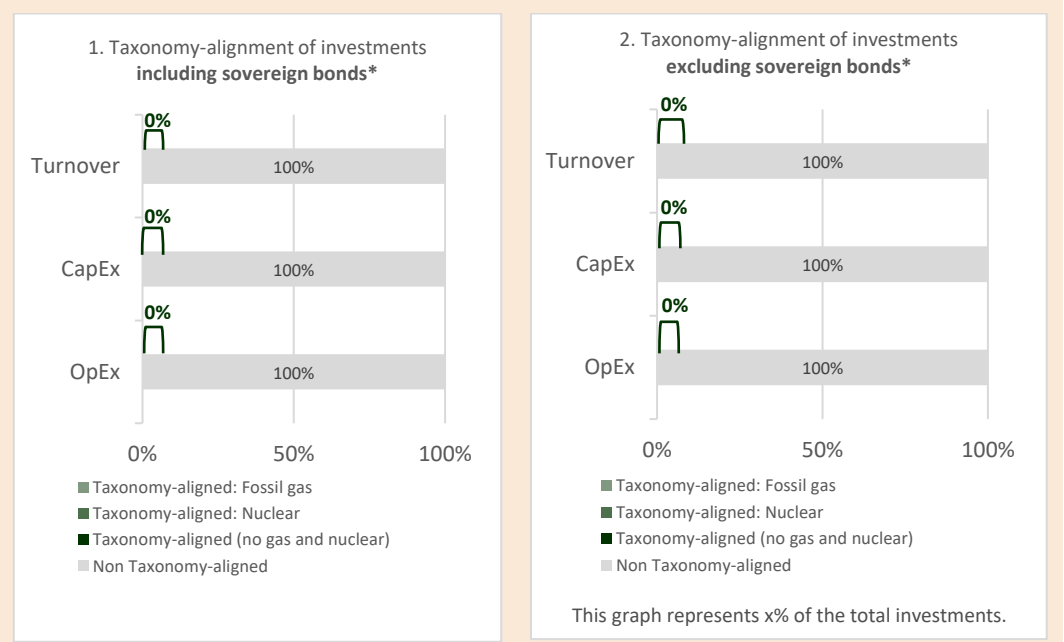 1. Taxonomy-alignment of investments
including sovereign bonds*
0%
Turnover
100%
0%
CapEx
100%
0%
OpEx
100%
0% 50% 100%
Taxonomy-aligned: Fossil gas
Taxonomy-aligned: Nuclear
Taxonomy-aligned (no gas and nuclear)
Non Taxonomy-aligned
2. Taxonomy-alignment of investments
excluding sovereign bonds*
0%
Turnover
100%
0%
CapEx
100%
0%
OpEx
100%
0% 50% 100%
Taxonomy-aligned: Fossil gas
Taxonomy-aligned: Nuclear
Taxonomy-aligned (no gas and nuclear)
Non Taxonomy-aligned
This graph represents x% of the total investments.